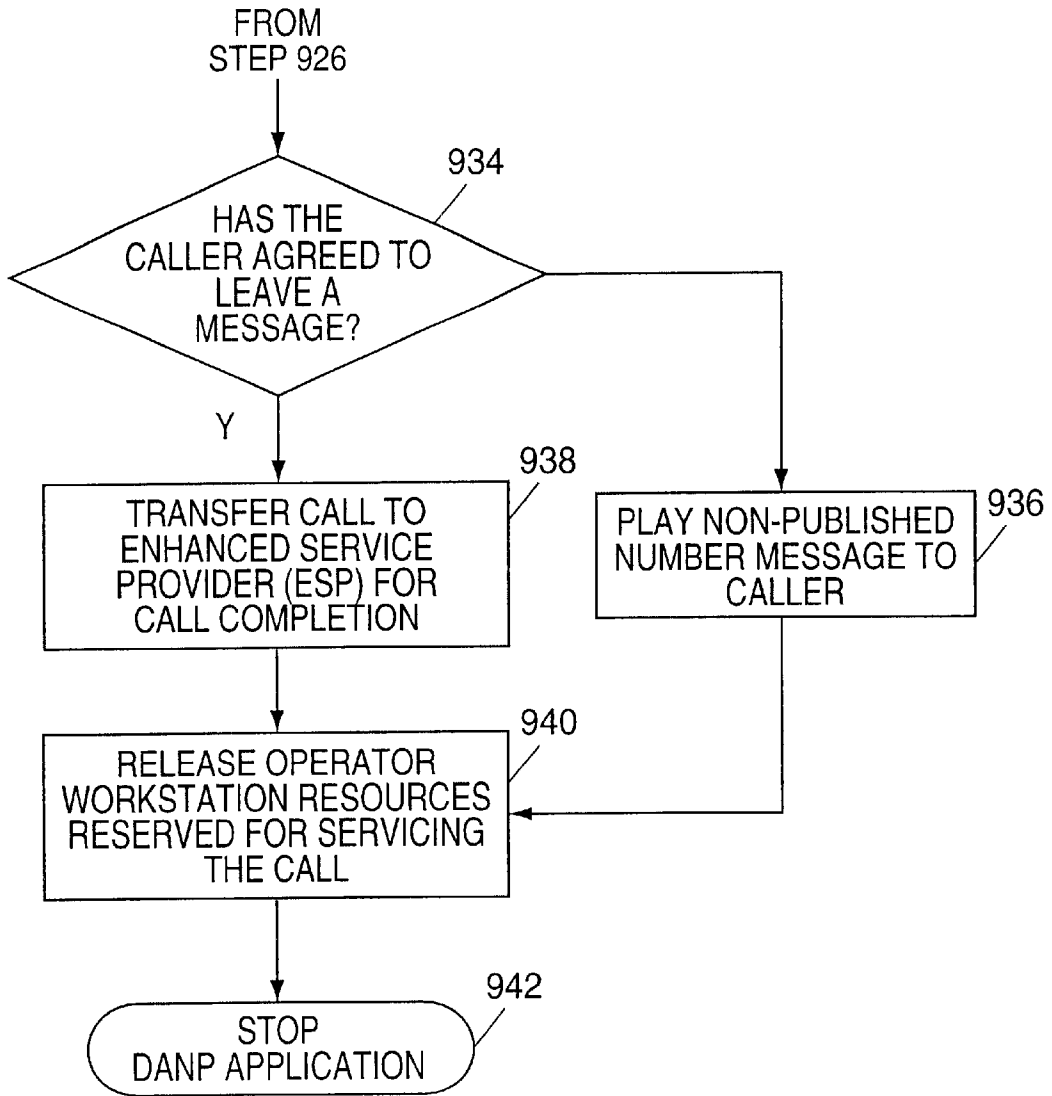 FROM
STEP 926
934
HAS THE
CALLER AGREED TO
LEAVE A
MESSAGE?
Y
938
TRANSFER CALL TO
ENHANCED SERVICE
PROVIDER (ESP) FOR
CALL COMPLETION
936
PLAY NON-PUBLISHED
NUMBER MESSAGE TO
CALLER
940
RELEASE OPERATOR
WORKSTATION RESOURCES
RESERVED FOR SERVICING
THE CALL
942
STOP
DANP APPLICATION